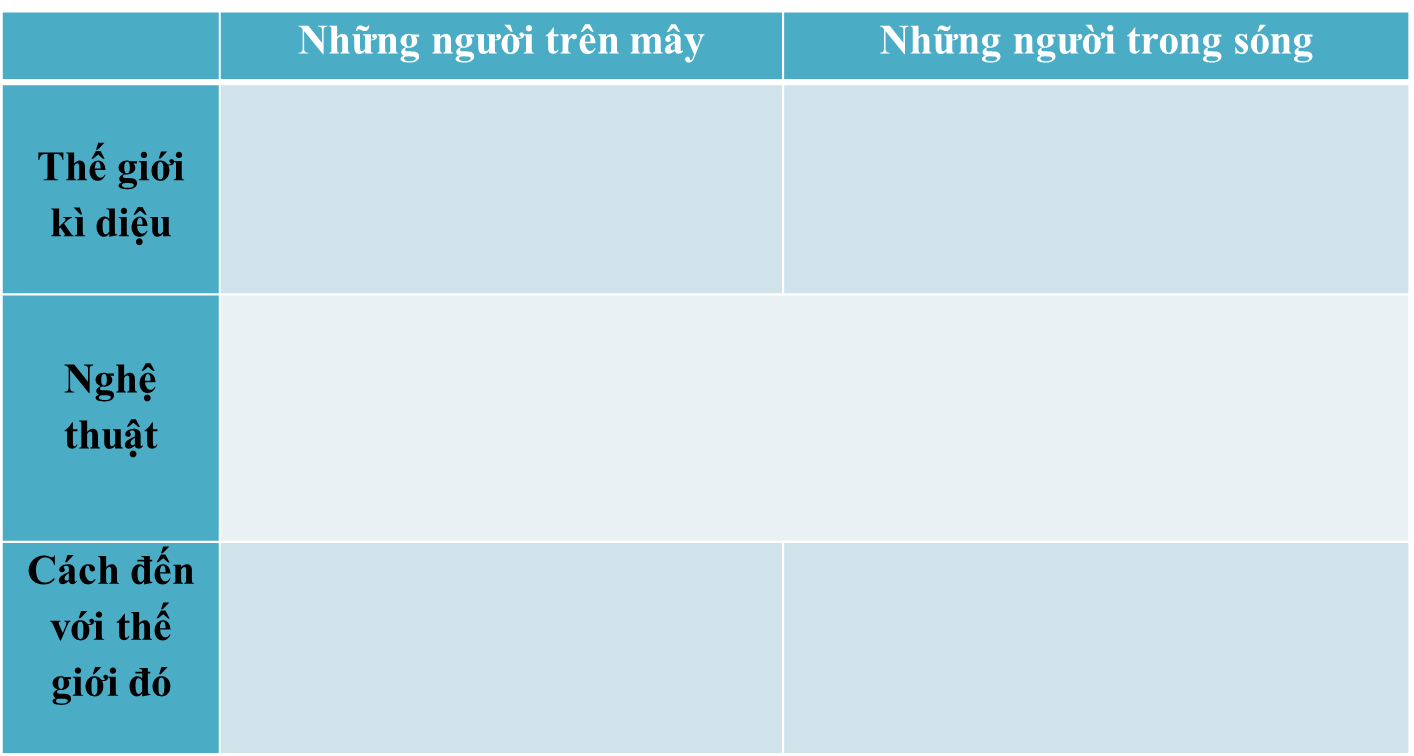 Những người trên mây
Những người trong sóng
Thế giới
kì diệu
Nghệ
thuật
Cách đến
với thế
giới đó